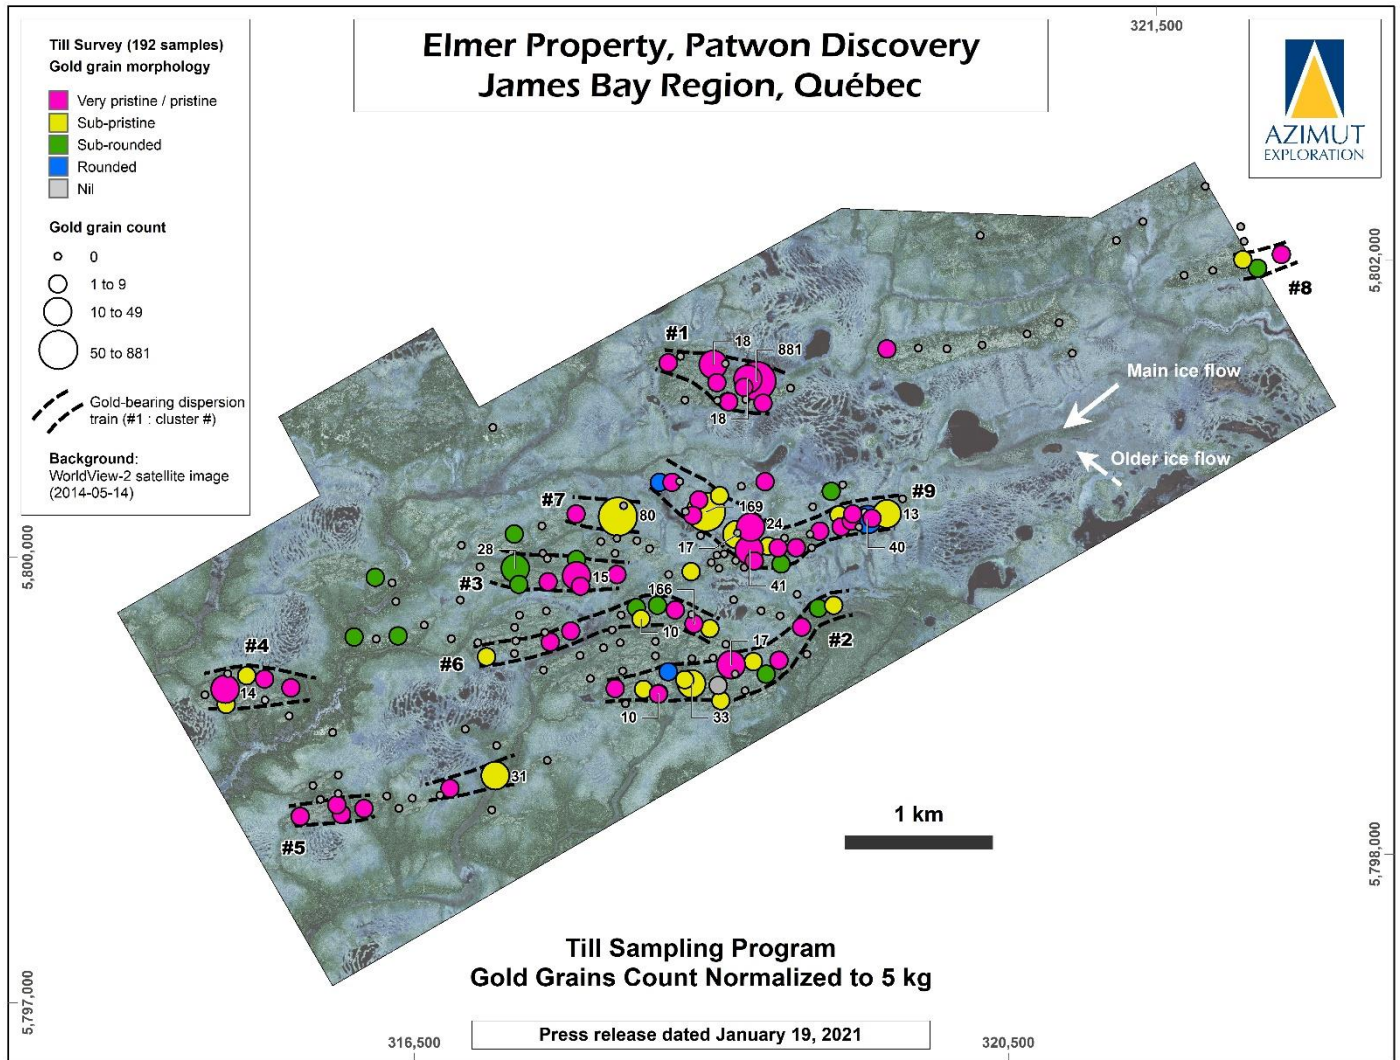 Elmer Property, Patwon Discovery
James Bay Region, Québec
321,500
AZIMUT
EXPLORATION
Till Survey (192 samples)
Gold grain morphology
Very pristine / pristine
Sub-pristine
Sub-rounded
Rounded
Nil
Gold grain count
0
1 to 9
10 to 49
50 to 881
Gold-bearing dispersion
train (#1 : cluster #)
Background:
WorldView-2 satellite image
(2014-05-14)
5,802,000
#8
#1
18
881
18
Main ice flow
Older ice flow
#7
80
169
24
17
41
#9
13
40
5,800,000
28
#3
15
166
10
#6
#2
17
10
33
#4
14
31
#5
1 km
5,798,000
Till Sampling Program
Gold Grains Count Normalized to 5 kg
5,797,000
Press release dated January 19, 2021
316,500
320,500